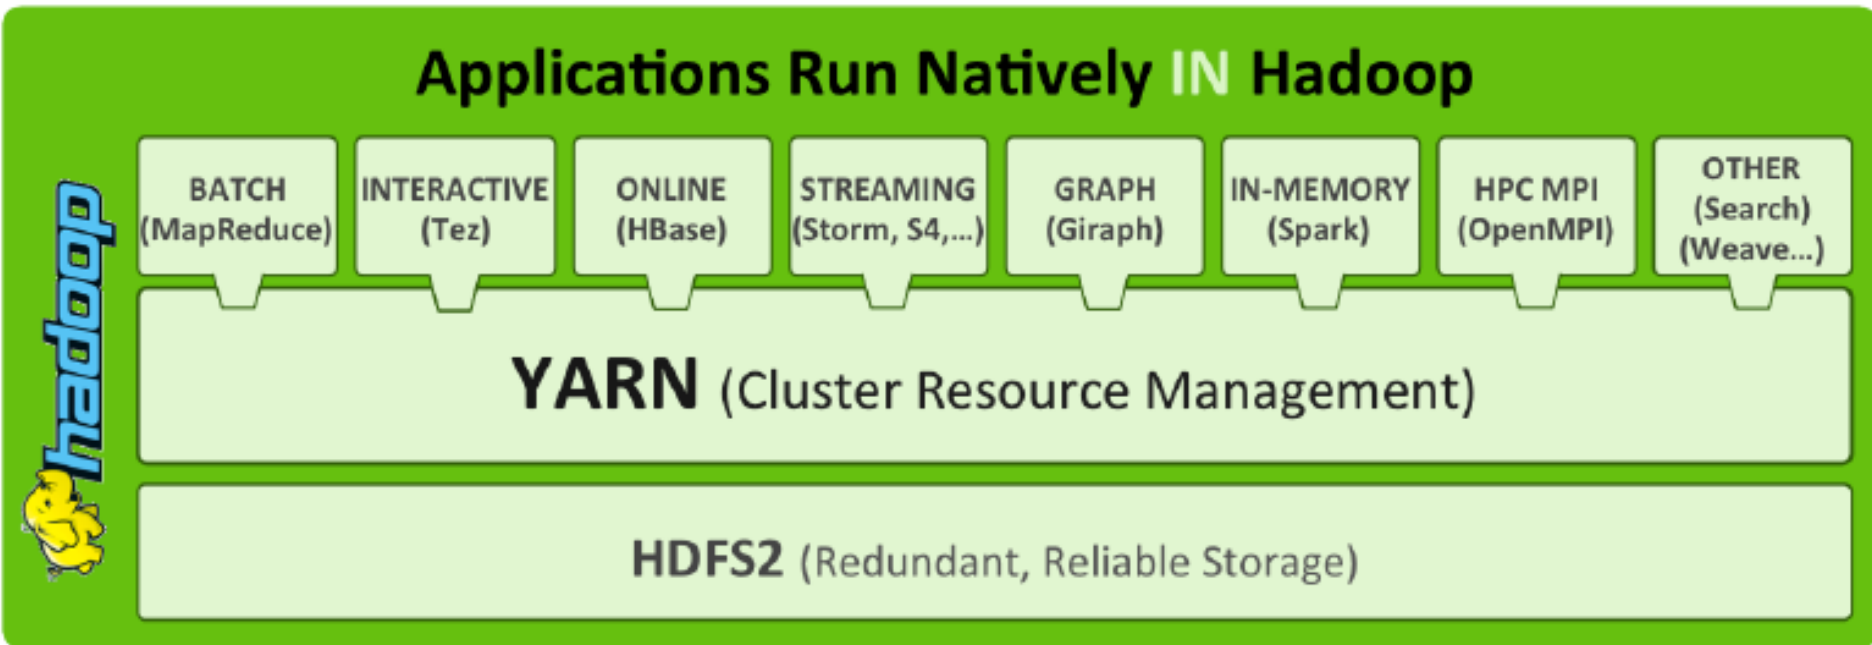 Applications Run Natively IN Hadoop
hadoop
BATCH
(MapReduce)
INTERACTIVE
(Tez)
ONLINE
(HBase)
STREAMING
(Storm, S4,...)
GRAPH
(Giraph)
IN-MEMORY
(Spark)
HPC MPI
(OpenMPI)
OTHER
(Search)
(Weave...)
YARN (Cluster Resource Management)
HDFS2 (Redundant, Reliable Storage)